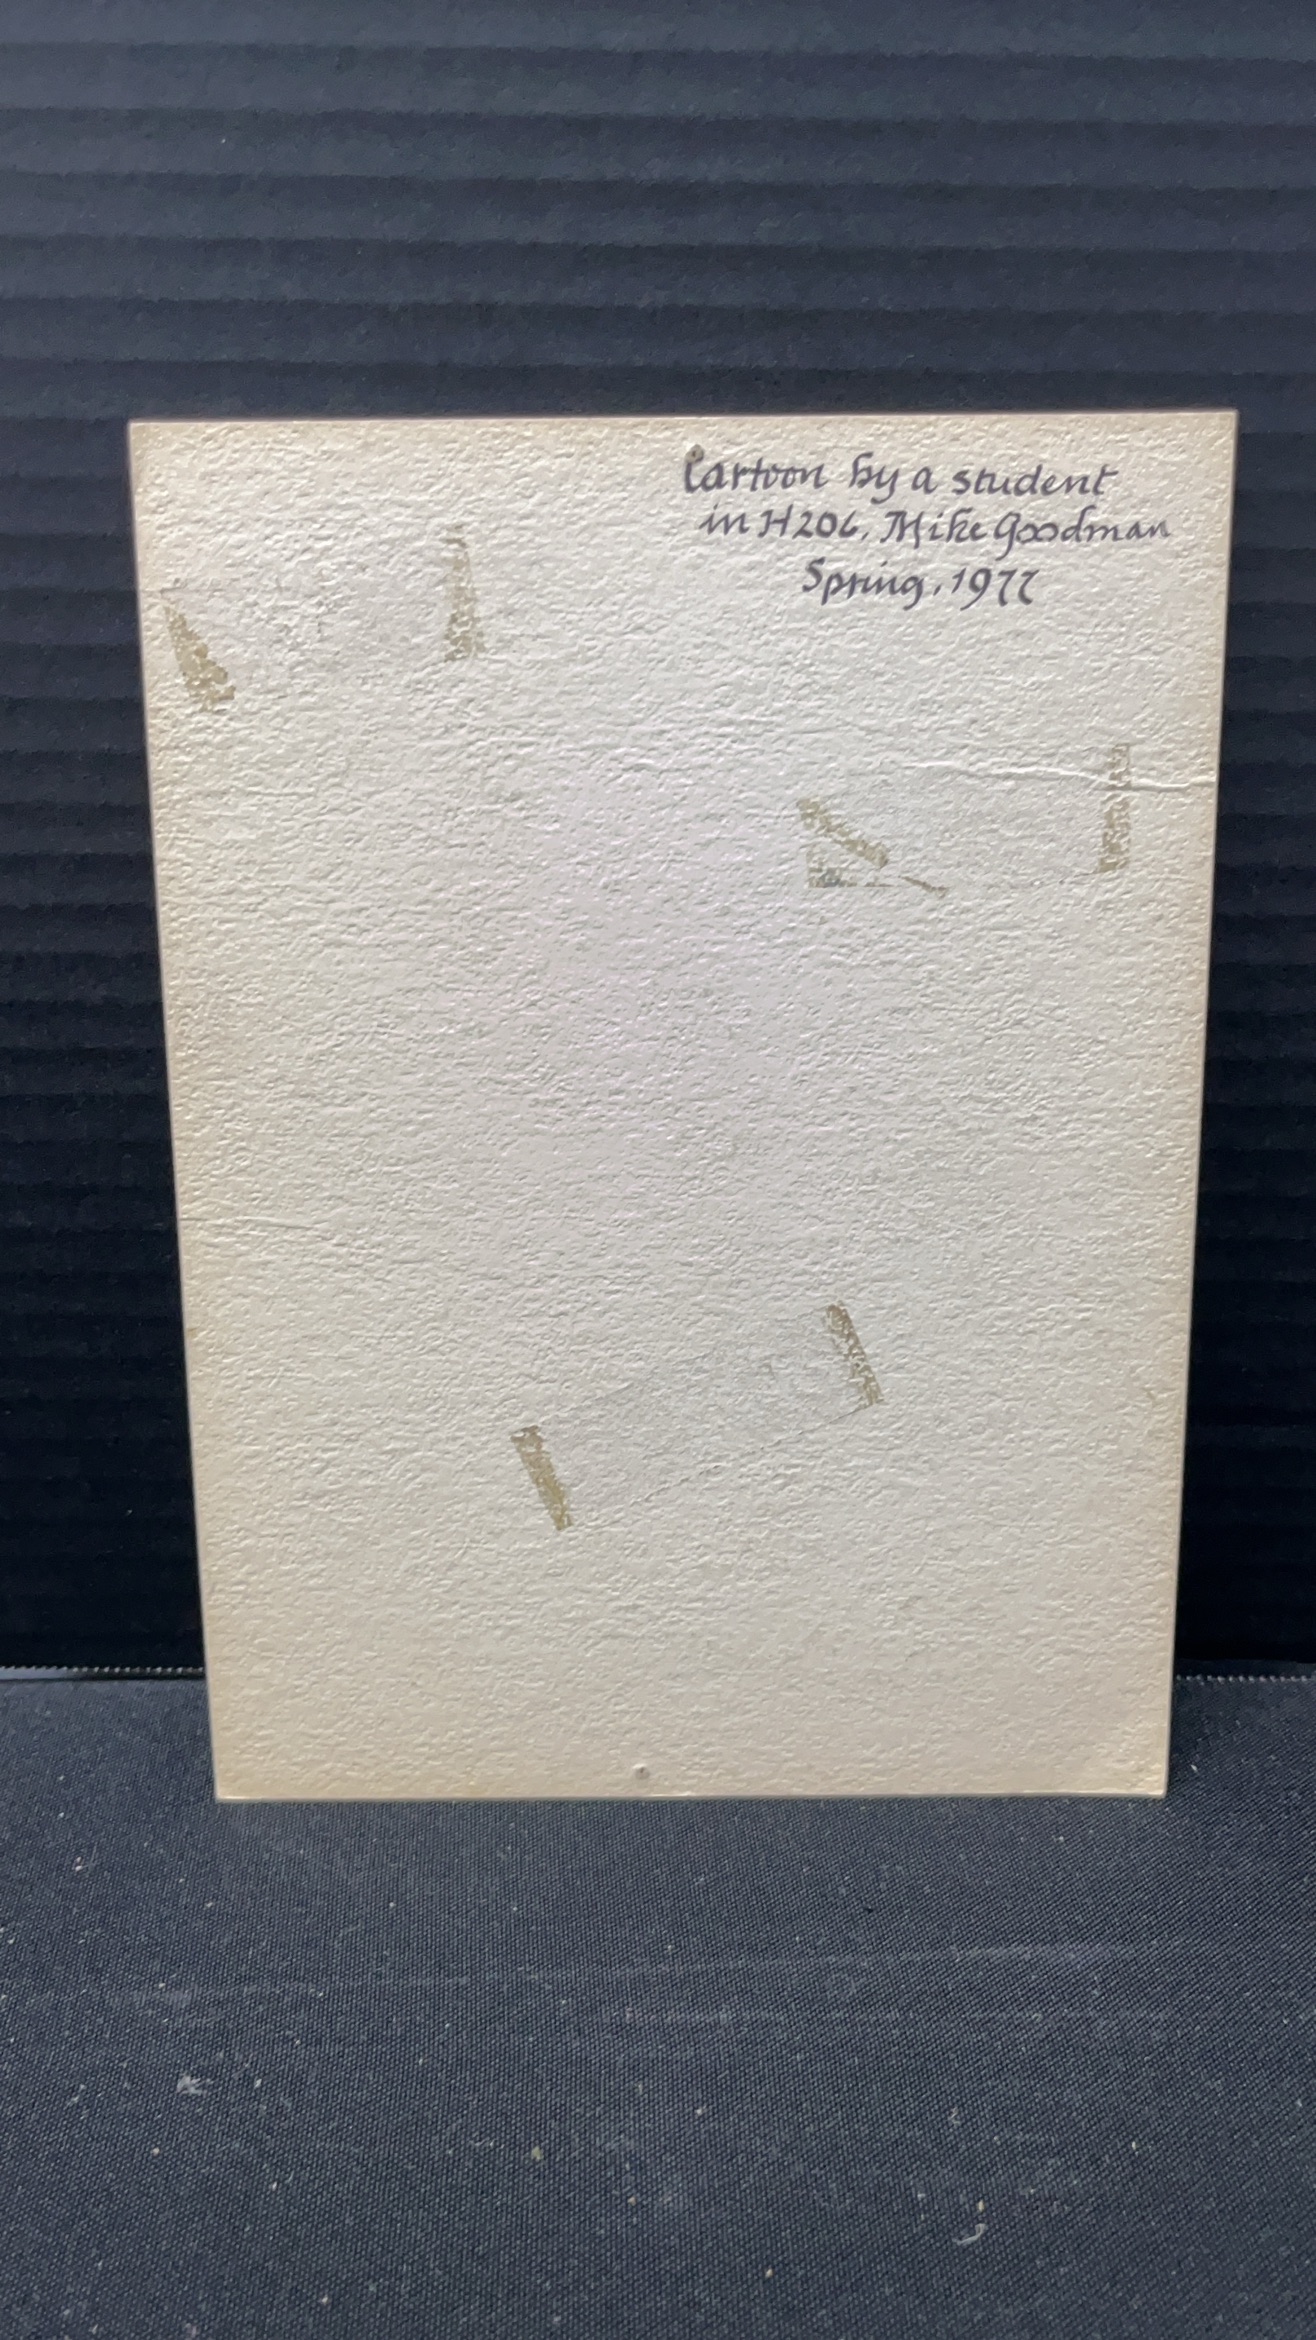 Cartoon by a student
in H206, Mike Goodman
Spring, 1977